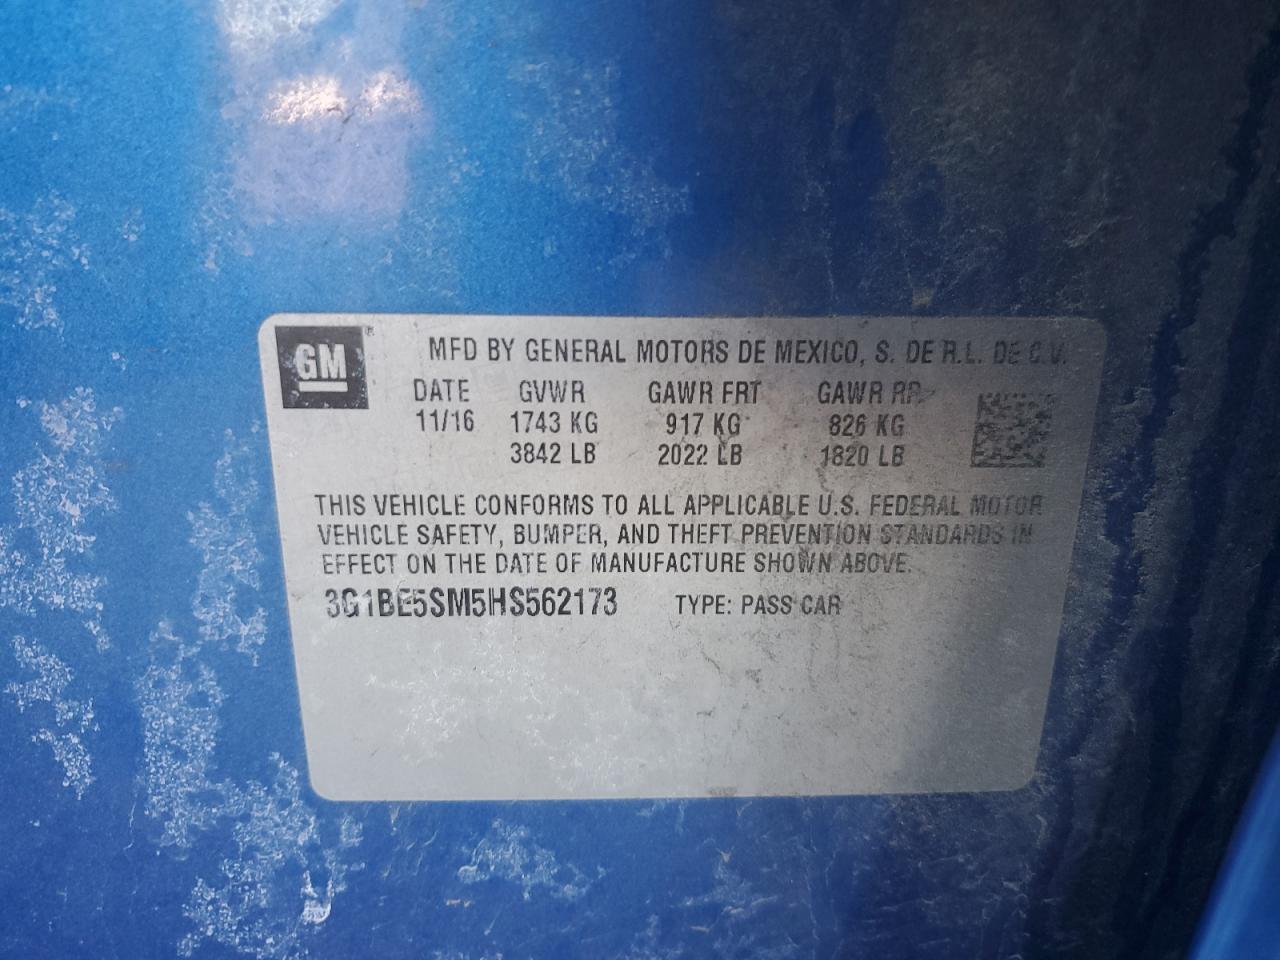 GM ®
MFD BY GENERAL MOTORS DE MEXICO, S. DE R.L. DE C.V.
DATE GVWR GAWR FRT GAWR RR
11/16 1743 KG 917 KG 826 KG
3842 LB 2022 LB 1820 LB
THIS VEHICLE CONFORMS TO ALL APPLICABLE U.S. FEDERAL MOTOR
VEHICLE SAFETY, BUMPER, AND THEFT PREVENTION STANDARDS IN
EFFECT ON THE DATE OF MANUFACTURE SHOWN ABOVE.
3G1BE5SM5HS562173 TYPE: PASS CAR